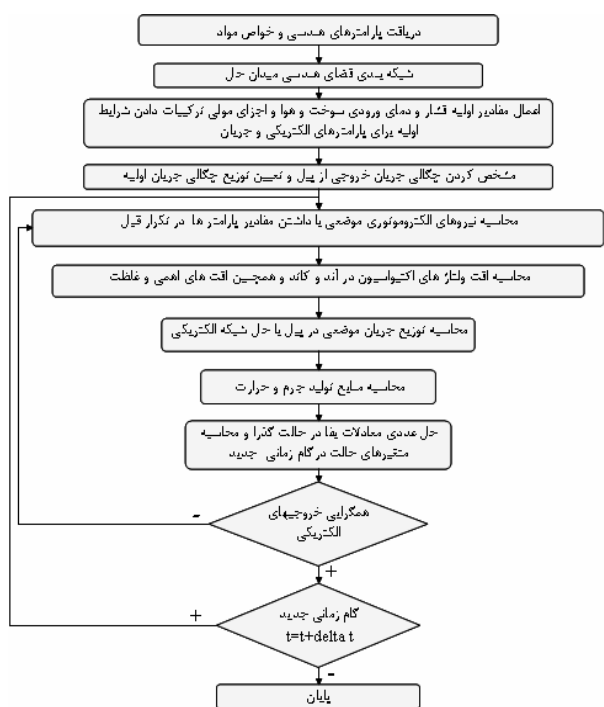 دریافت پارامترهای هندسی و خواص مواد
شبکه بندی فضای هندسی میدان حل
اعمال مقادیر اولیه فشار و دمای ورودی سوخت و هوا و اجزای مولی ترکیبات دادن شرایط
اولیه برای پارامترهای الکتریکی و جریان
مشخص کردن چگالی جریان خروجی از پیل و تعیین توزیع چگالی جریان اولیه
محاسبه نیروهای الکتروموتوری موضعی با داشتن مقادیر پارامتر ها در تکرار قبل
محاسبه افت ولتاژ های اکتیواسیون در آند و کاتد و همچنین افت های اهمی و غلظت
محاسبه توزیع جریان موضعی در پیل با حل شبکه الکتریکی
محاسبه منابع تولید جرم و حرارت
حل عددی معادلات بقا در حالت گذرا و محاسبه
متغیرهای حالت در گام زمانی جدید
همگرایی خروجیهای
الکتریکی
-
+
گام زمانی جدید
t=t+delta t
+
-
پایان